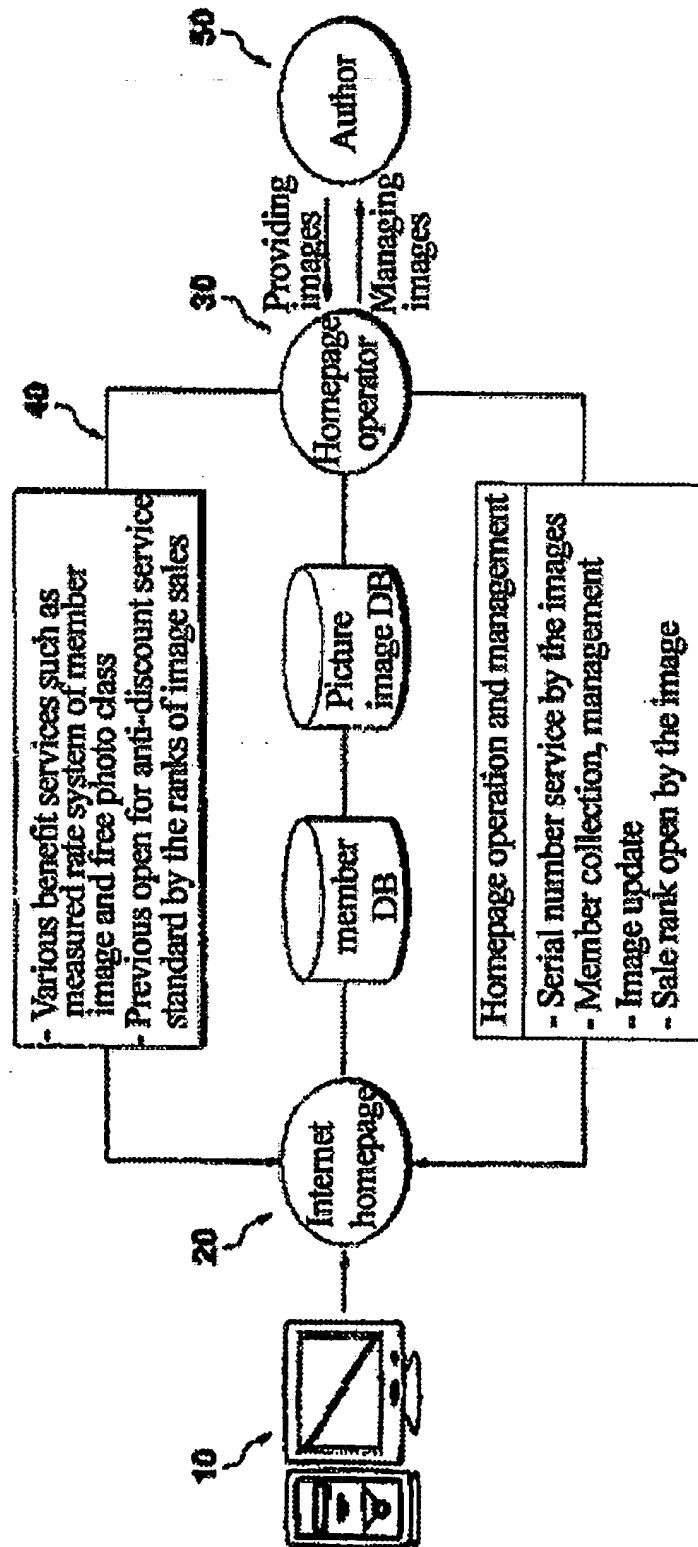 10
20
Internet
homepage
- Various benefit services such as
measured rate system of member
image and free photo class
- Previous open for anti-discount service
standard by the ranks of image sales
40
member
DB
Picture
image DB
Homepage operation and management
- Serial number service by the images
- Member collection, management
- Image update
- Sale rank open by the image
30
Homepage
operator
Providing
images
Managing
images
50
Author